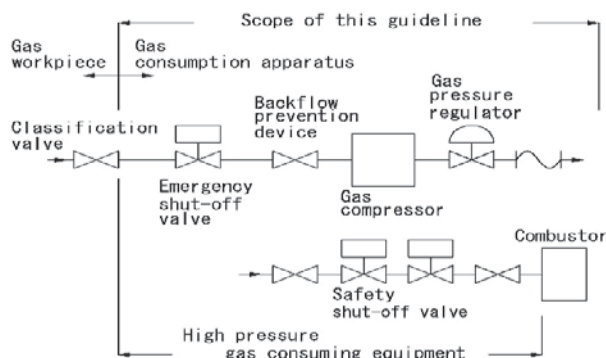 Scope of this guideline
Gas
workpiece
Gas
consumption apparatus
Classification
valve
Emergency
shut-off
valve
Backflow
prevention
device
Gas
compressor
Gas
pressure
regulator
Safety
shut-off valve
Combustor
High pressure
gas consuming equipment